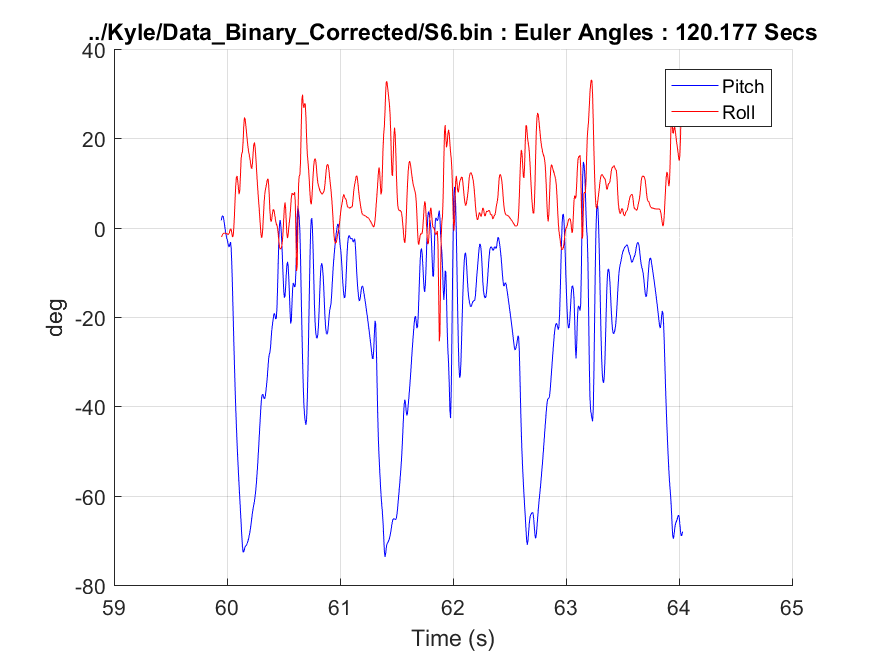 ../Kyle/Data_Binary_Corrected/S6.bin : Euler Angles : 120.177 Secs
40
20
0
-20
-40
-60
-80
deg
Pitch
Roll
59 60 61 62 63 64 65
Time (s)